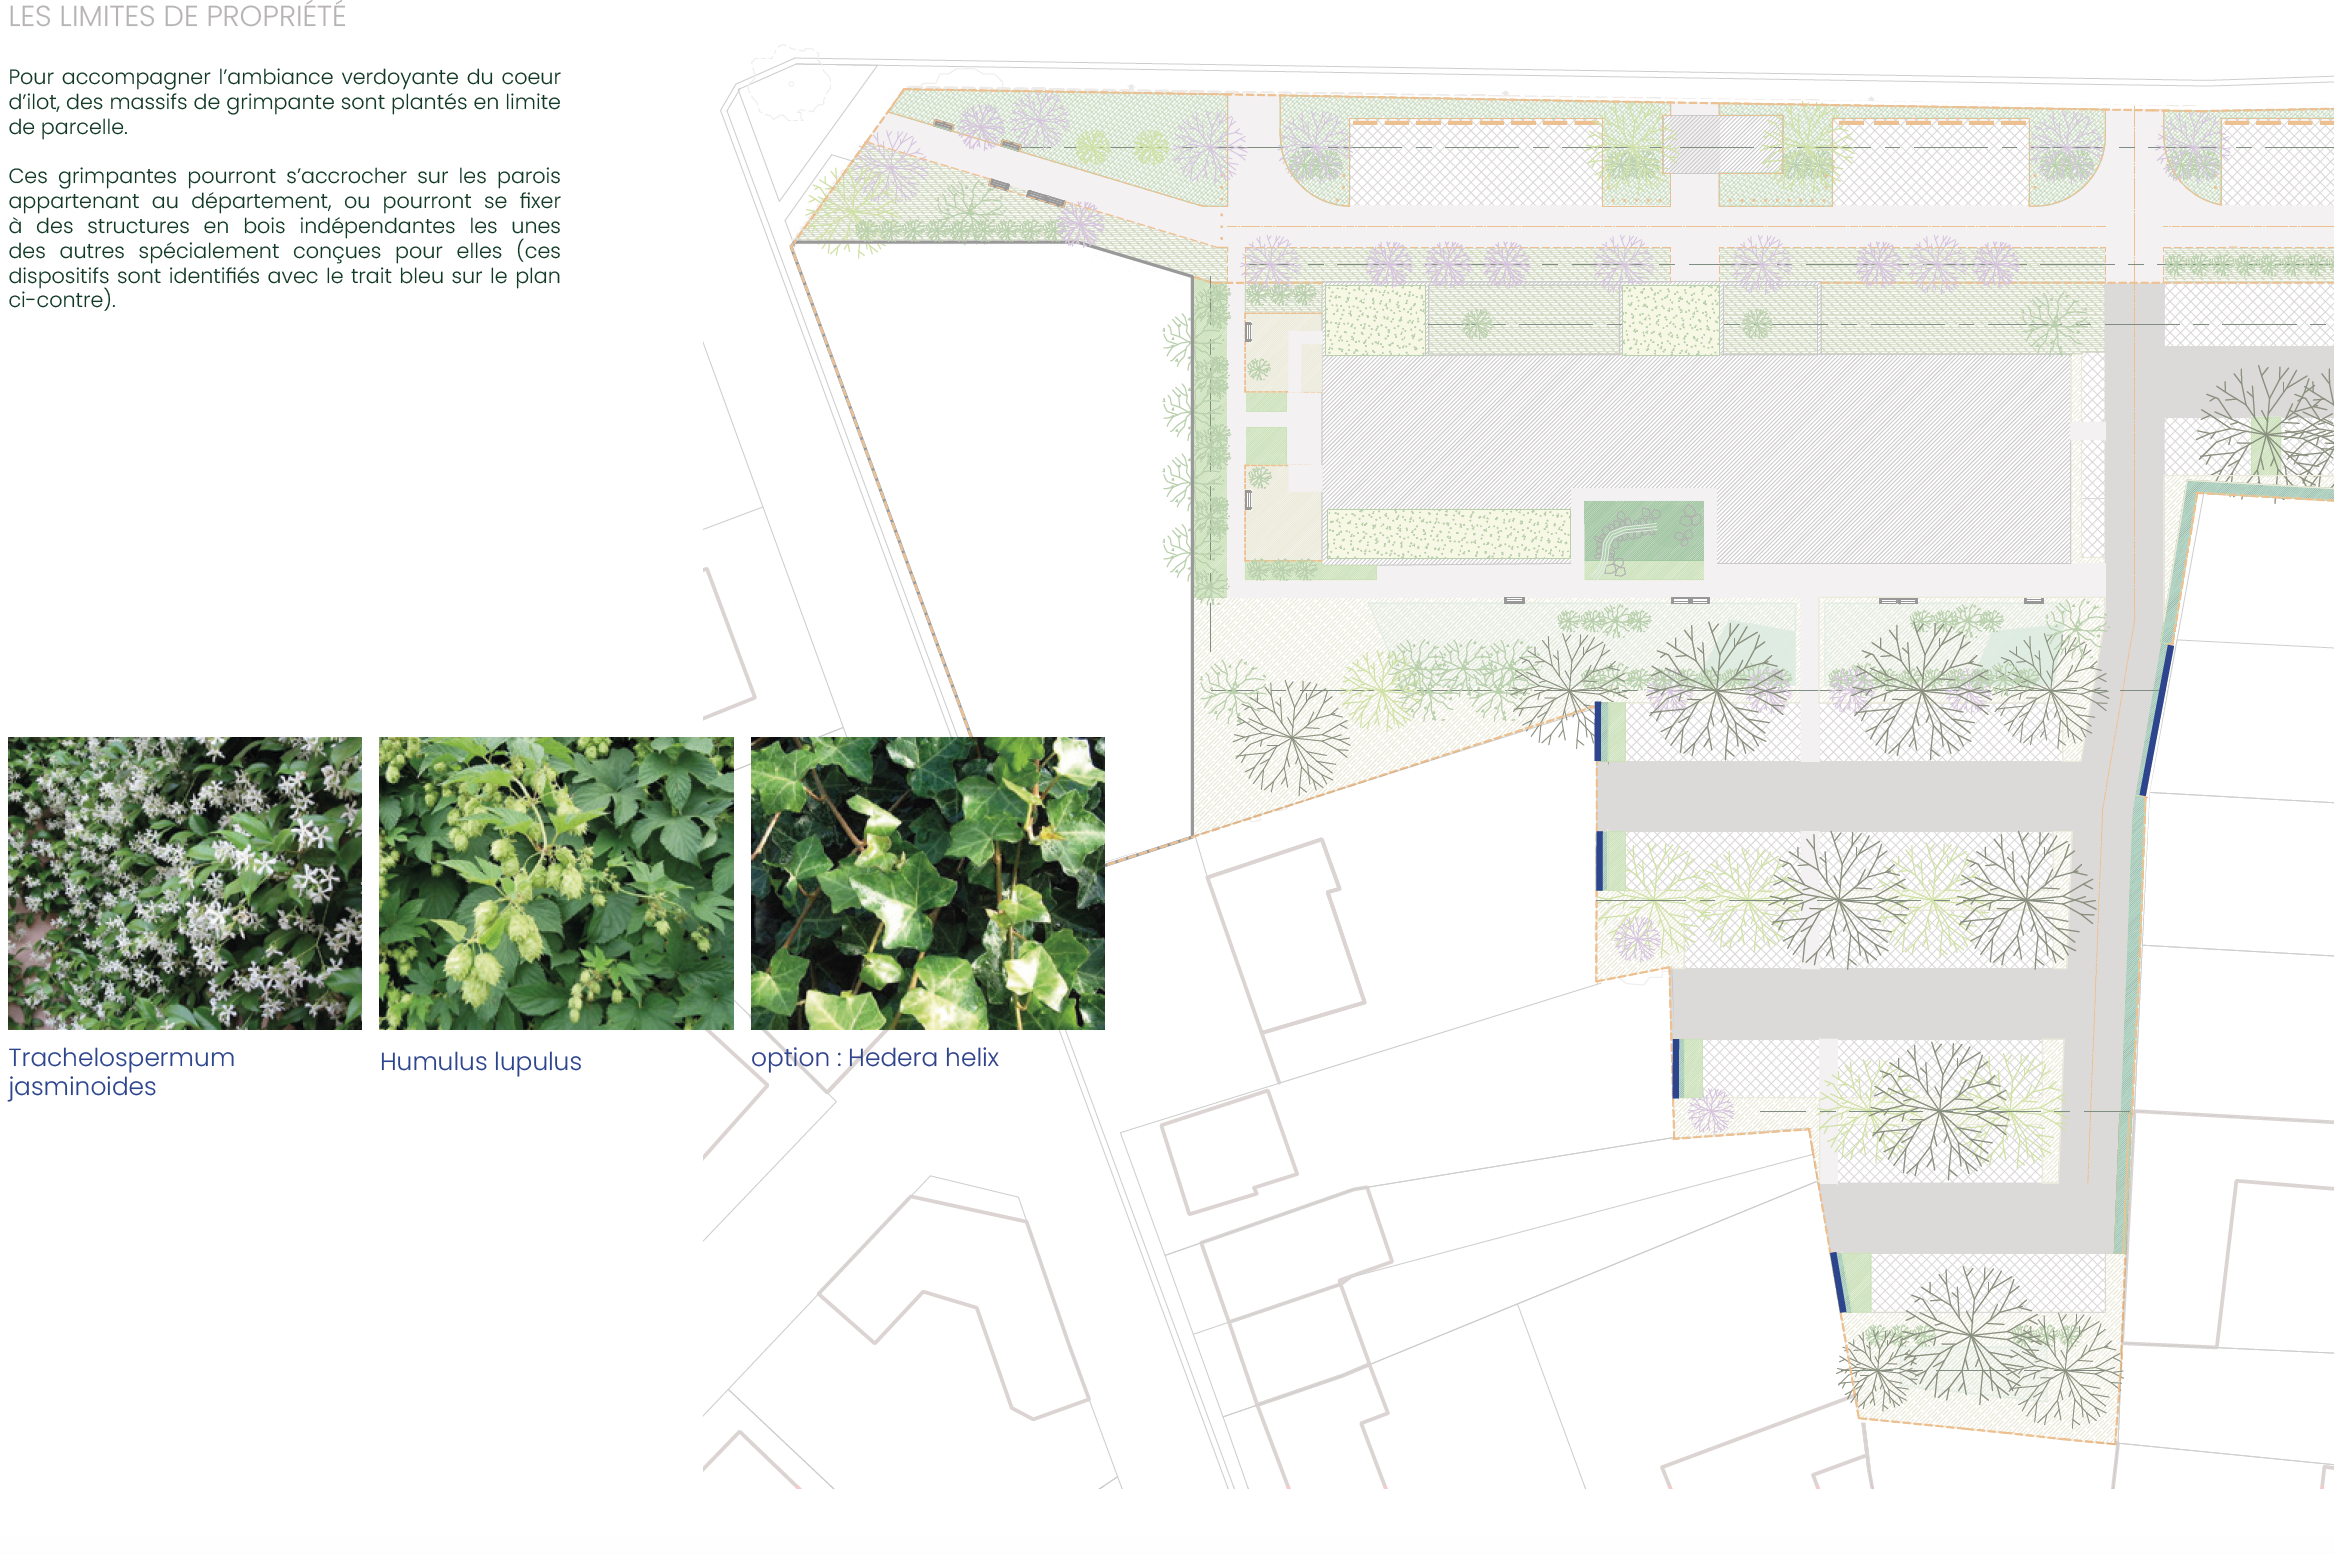 LES LIMITES DE PROPRIÉTÉ
Pour accompagner l’ambiance verdoyante du coeur
d’ilot, des massifs de grimpante sont plantés en limite
de parcelle.
Ces grimpantes pourront s’accrocher sur les parois
appartenant au département, ou pourront se fixer
à des structures en bois indépendantes les unes
des autres spécialement conçues pour elles (ces
dispositifs sont identifiés avec le trait bleu sur le plan
ci-contre).
Trachelospermum
jasminoides
Humulus lupulus
option : Hedera helix